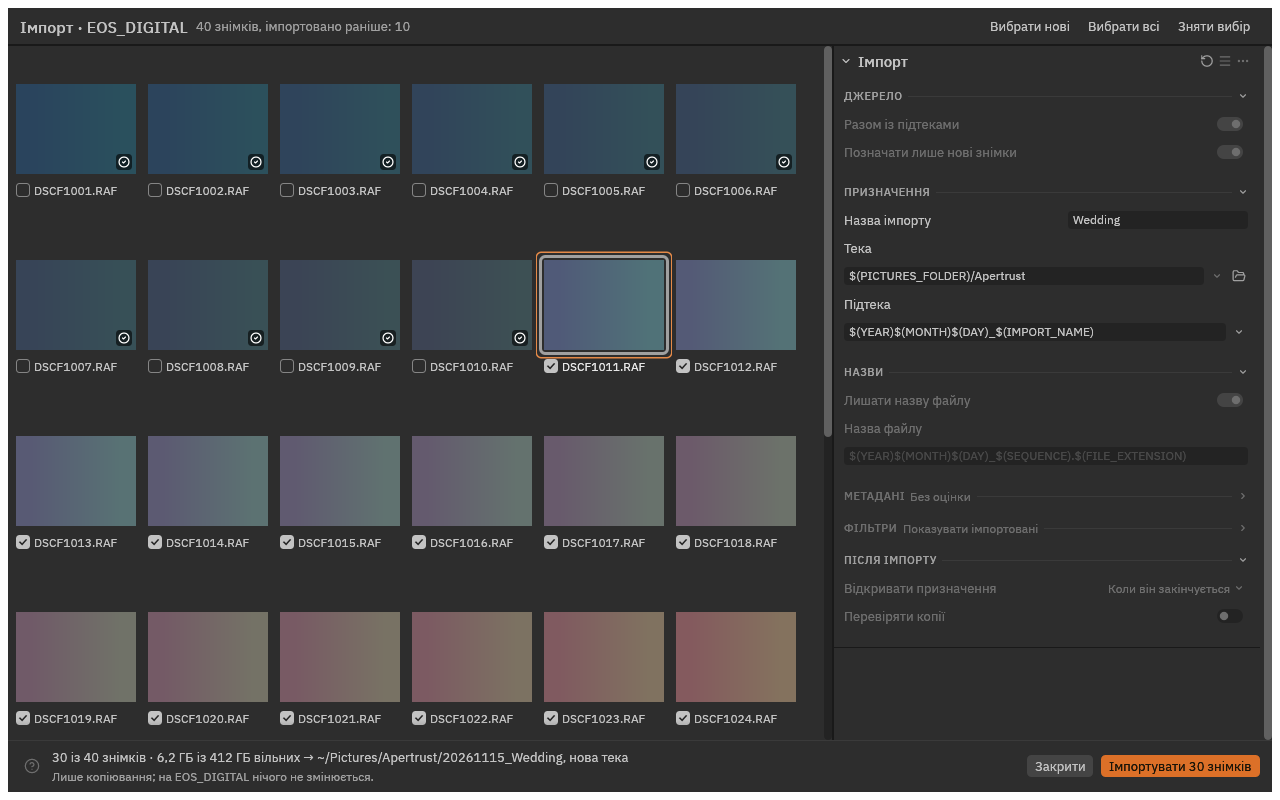 Імпорт · EOS_DIGITAL 40 знімків, імпортовано раніше: 10 Вибрати нові Вибрати всі Зняти вибір
DSCF1001.RAF DSCF1002.RAF DSCF1003.RAF DSCF1004.RAF DSCF1005.RAF DSCF1006.RAF
DSCF1007.RAF DSCF1008.RAF DSCF1009.RAF DSCF1010.RAF DSCF1011.RAF DSCF1012.RAF
DSCF1013.RAF DSCF1014.RAF DSCF1015.RAF DSCF1016.RAF DSCF1017.RAF DSCF1018.RAF
DSCF1019.RAF DSCF1020.RAF DSCF1021.RAF DSCF1022.RAF DSCF1023.RAF DSCF1024.RAF
Імпорт
ДЖЕРЕЛО
Разом із підтеками
Позначати лише нові знімки
ПРИЗНАЧЕННЯ
Назва імпорту Wedding
Тека
$(PICTURES_FOLDER)/Apertrust
Підтека
$(YEAR)$(MONTH)$(DAY)_$(IMPORT_NAME)
НАЗВИ
Лишати назву файлу
Назва файлу
$(YEAR)$(MONTH)$(DAY)_$(SEQUENCE).$(FILE_EXTENSION)
МЕТАДАНІ Без оцінки
ФІЛЬТРИ Показувати імпортовані
ПІСЛЯ ІМПОРТУ
Відкривати призначення Коли він закінчується
Перевіряти копії
30 із 40 знімків · 6,2 ГБ із 412 ГБ вільних → ~/Pictures/Apertrust/20261115_Wedding, нова тека
Лише копіювання; на EOS_DIGITAL нічого не змінюється.
Закрити Імпортувати 30 знімків